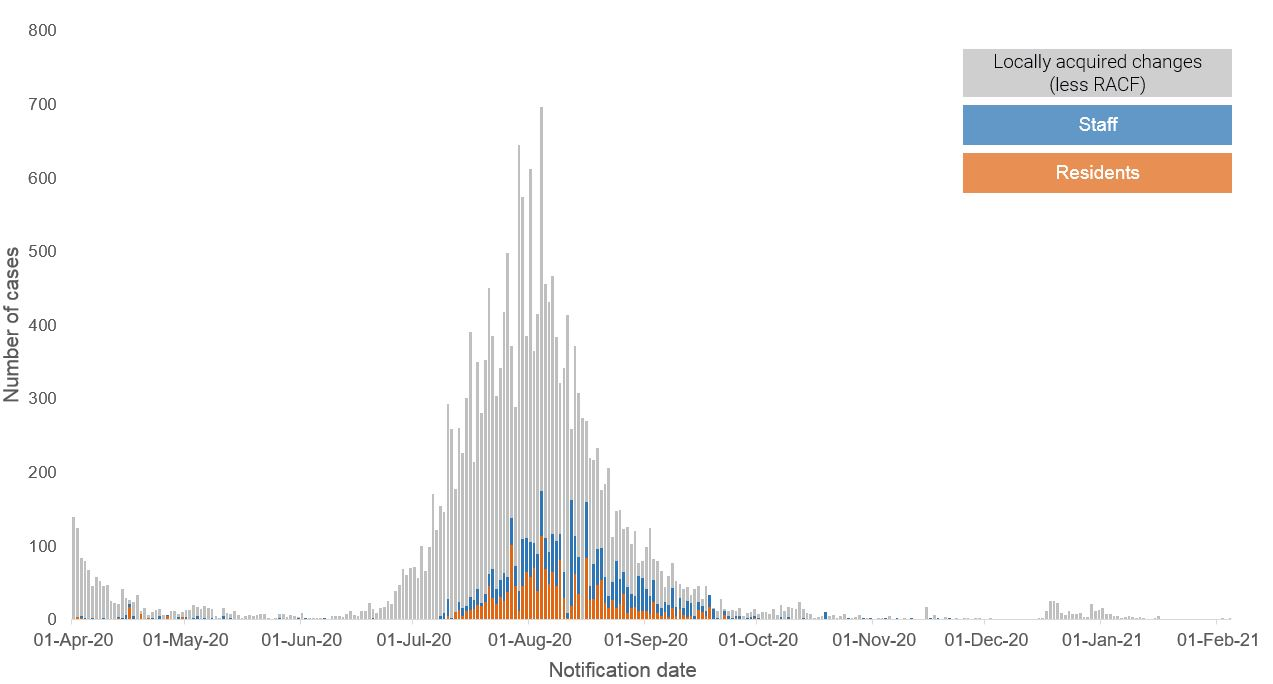 800
700
600
500
400
300
200
100
0
Number of cases
Locally acquired changes
(less RACF)
Staff
Residents
01-Apr-20 01-May-20 01-Jun-20 01-Jul-20 01-Aug-20 01-Sep-20 01-Oct-20 01-Nov-20 01-Dec-20 01-Jan-21 01-Feb-21
Notification date